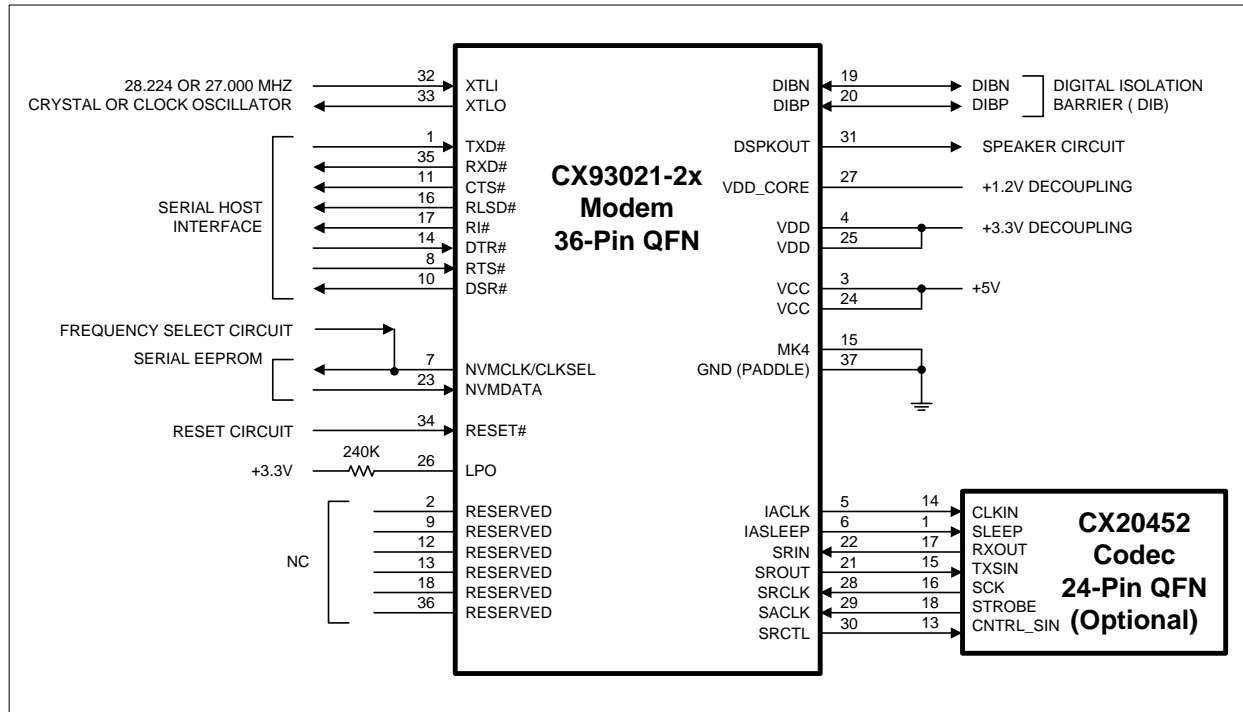 28.224 OR 27.000 MHZ
CRYSTAL OR CLOCK OSCILLATOR
32 XTLI
33 XTLO
SERIAL HOST
INTERFACE
1 TXD#
35 RXD#
11 CTS#
16 RLSD#
17 RI#
14 DTR#
8 RTS#
10 DSR#
FREQUENCY SELECT CIRCUIT
SERIAL EEPROM
7 NVMCLK/CLKSEL
23 NVMDATA
RESET CIRCUIT 34 RESET#
+3.3V 240K 26 LPO
NC
2 RESERVED
9 RESERVED
12 RESERVED
13 RESERVED
18 RESERVED
36 RESERVED
CX93021-2x
Modem
36-Pin QFN
DIBN 19 DIBN
DIBP 20 DIBP
DIGITAL ISOLATION
BARRIER ( DIB)
DSPKOUT 31 SPEAKER CIRCUIT
VDD_CORE 27 +1.2V DECOUPLING
VDD 4 +3.3V DECOUPLING
VDD 25
VCC 3 +5V
VCC 24
MK4 15
GND (PADDLE) 37
IACLK 5 14 CLKIN
IASLEEP 6 1 SLEEP
SRIN 22 17 RXOUT
SROUT 21 15 TXSIN
SRCLK 28 16 SCK
SACLK 29 18 STROBE
SRCTL 30 13 CNTRL_SIN
CX20452
Codec
24-Pin QFN
(Optional)